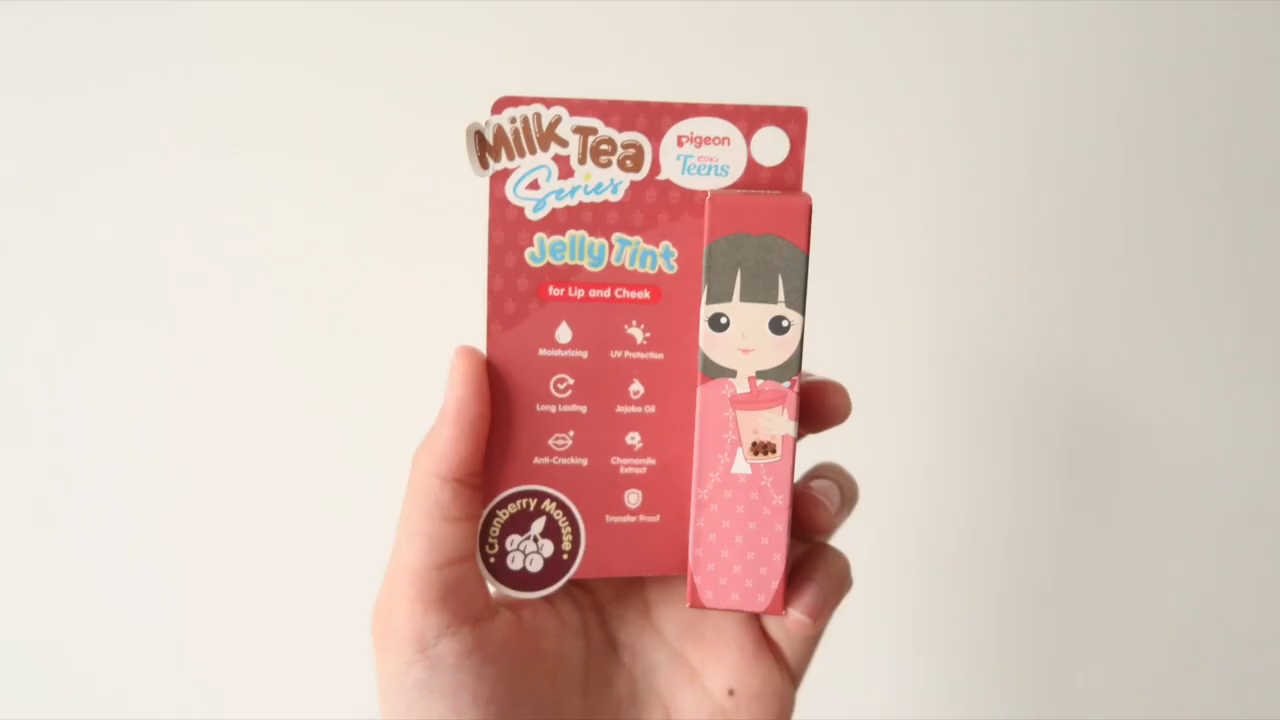 Milk Tea
Series
Pigeon
Teens
Jelly Tint
for Lip and Cheek
Moisturizing
UV Protection
Long Lasting
Jojoba Oil
Anti-Cracking
Chamomile
Extract
Transfer Proof
• Cranberry Mousse •